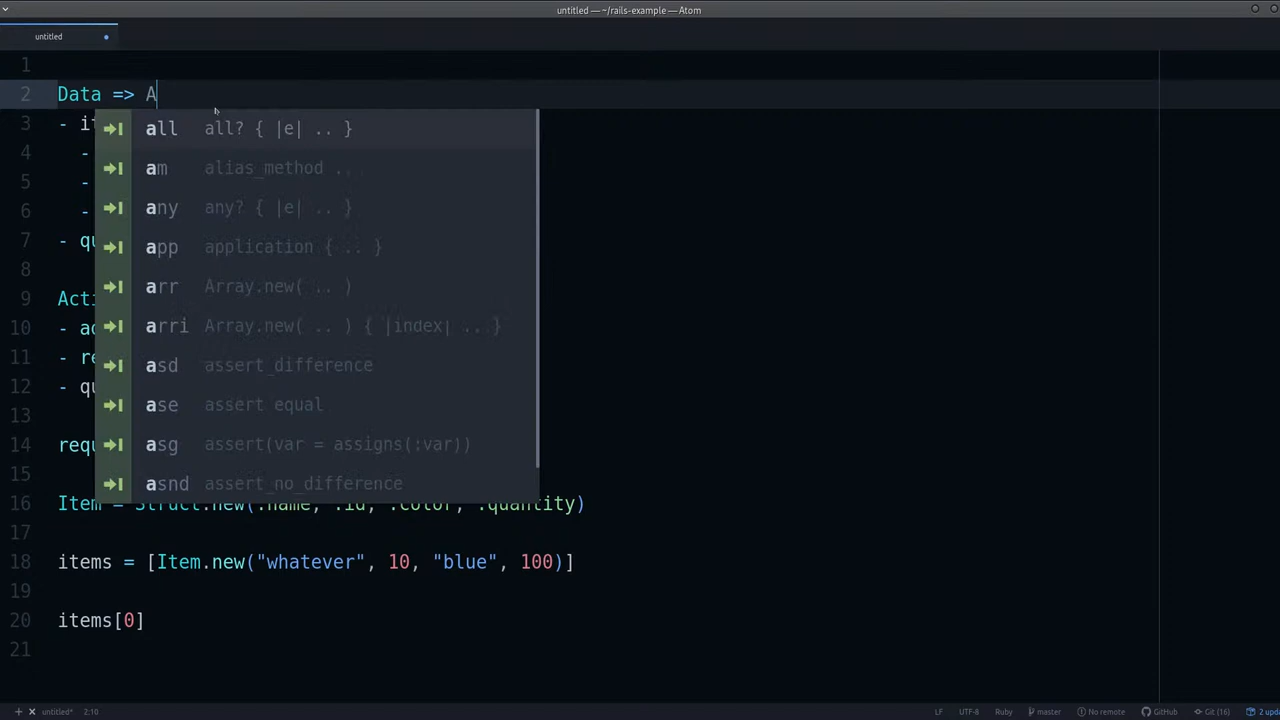 untitled — ~/rails-example — Atom
untitled
1
2 Data => A
3 - it
4 -
5 -
6 -
7 - qu
8
9 Acti
10 - ad
11 - re
12 - qu
13
14 requ
15
16 Item = Struct.new(:name, :id, :color, :quantity)
17
18 items = [Item.new("whatever", 10, "blue", 100)]
19
20 items[0]
21
all all? { |e| .. }
am alias_method ..
any any? { |e| .. }
app application { .. }
arr Array.new( .. )
arri Array.new( .. ) { |index| .. }
asd assert_difference
ase assert_equal
asg assert(var = assigns(:var))
asnd assert_no_difference
untitled* 2:10 LF UTF-8 Ruby master No remote GitHub Git (16) 2 upd